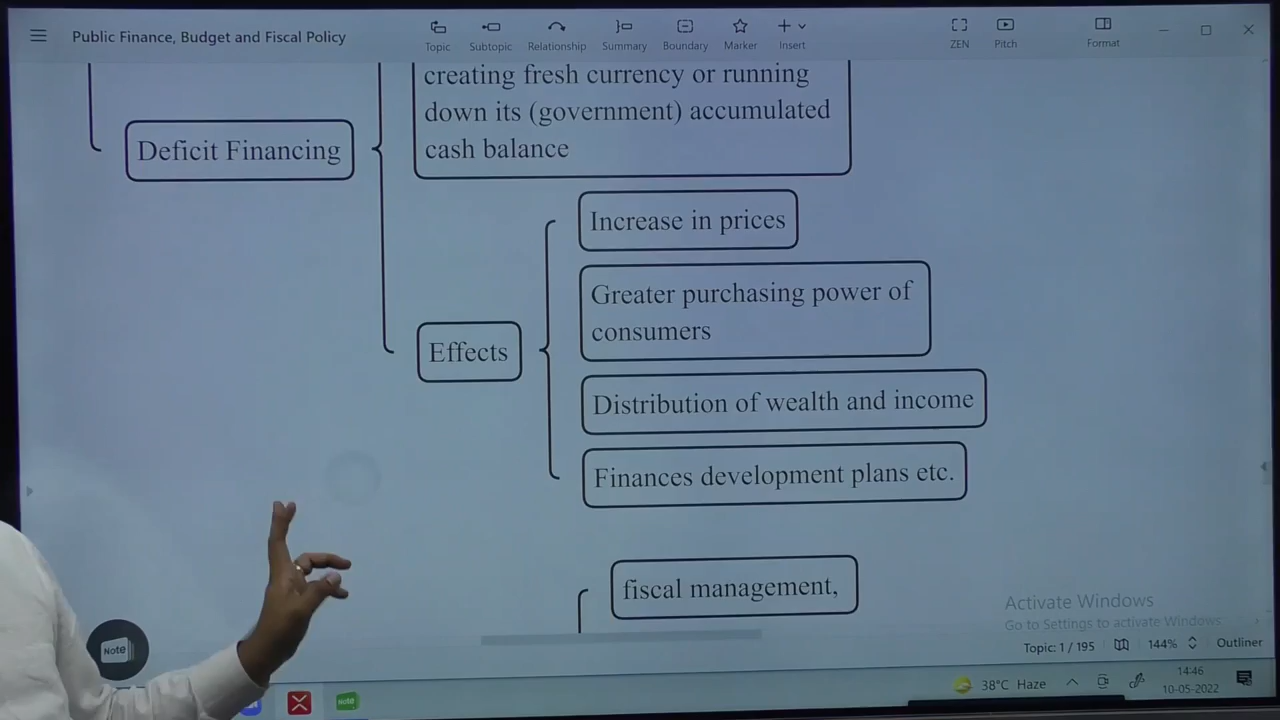 Public Finance, Budget and Fiscal Policy
Topic
Subtopic
Relationship
Summary
Boundary
Marker
Insert
ZEN
Pitch
Format
creating fresh currency or running
down its (government) accumulated
cash balance
Deficit Financing
Increase in prices
Greater purchasing power of
consumers
Effects
Distribution of wealth and income
Finances development plans etc.
fiscal management,
Activate Windows
Go to Settings to activate Windows.
Note
Topic: 1 / 195
144%
Outliner
Note
38°C Haze
14:46
10-05-2022